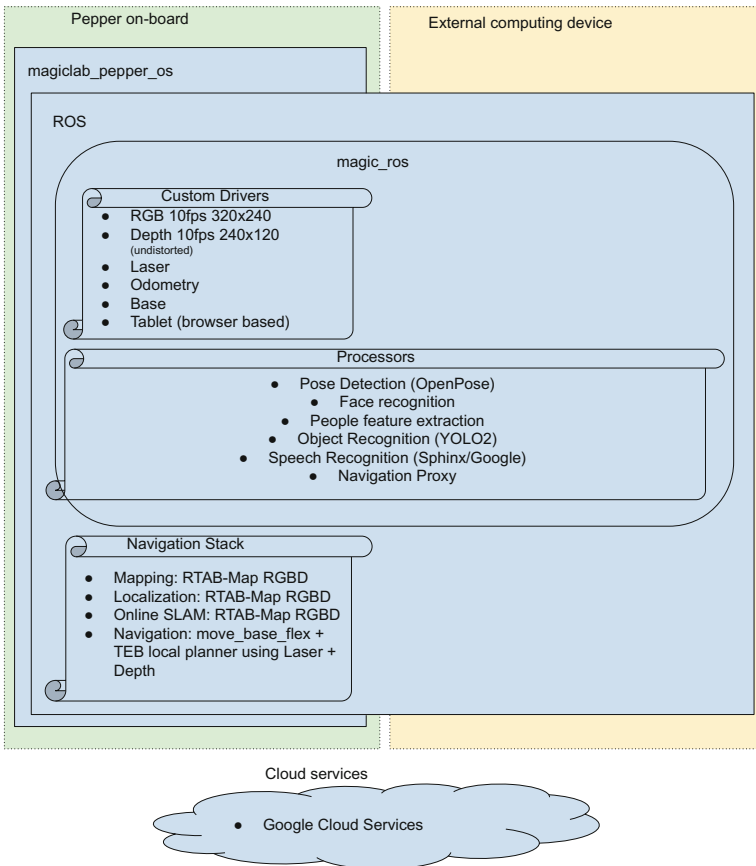 Pepper on-board
External computing device
magiclab_pepper_os
ROS
magic_ros
Custom Drivers
● RGB 10fps 320x240
● Depth 10fps 240x120
(undistorted)
● Laser
● Odometry
● Base
● Tablet (browser based)
Processors
● Pose Detection (OpenPose)
● Face recognition
● People feature extraction
● Object Recognition (YOLO2)
● Speech Recognition (Sphinx/Google)
● Navigation Proxy
Navigation Stack
● Mapping: RTAB-Map RGBD
● Localization: RTAB-Map RGBD
● Online SLAM: RTAB-Map RGBD
● Navigation: move_base_flex +
TEB local planner using Laser +
Depth
Cloud services
● Google Cloud Services